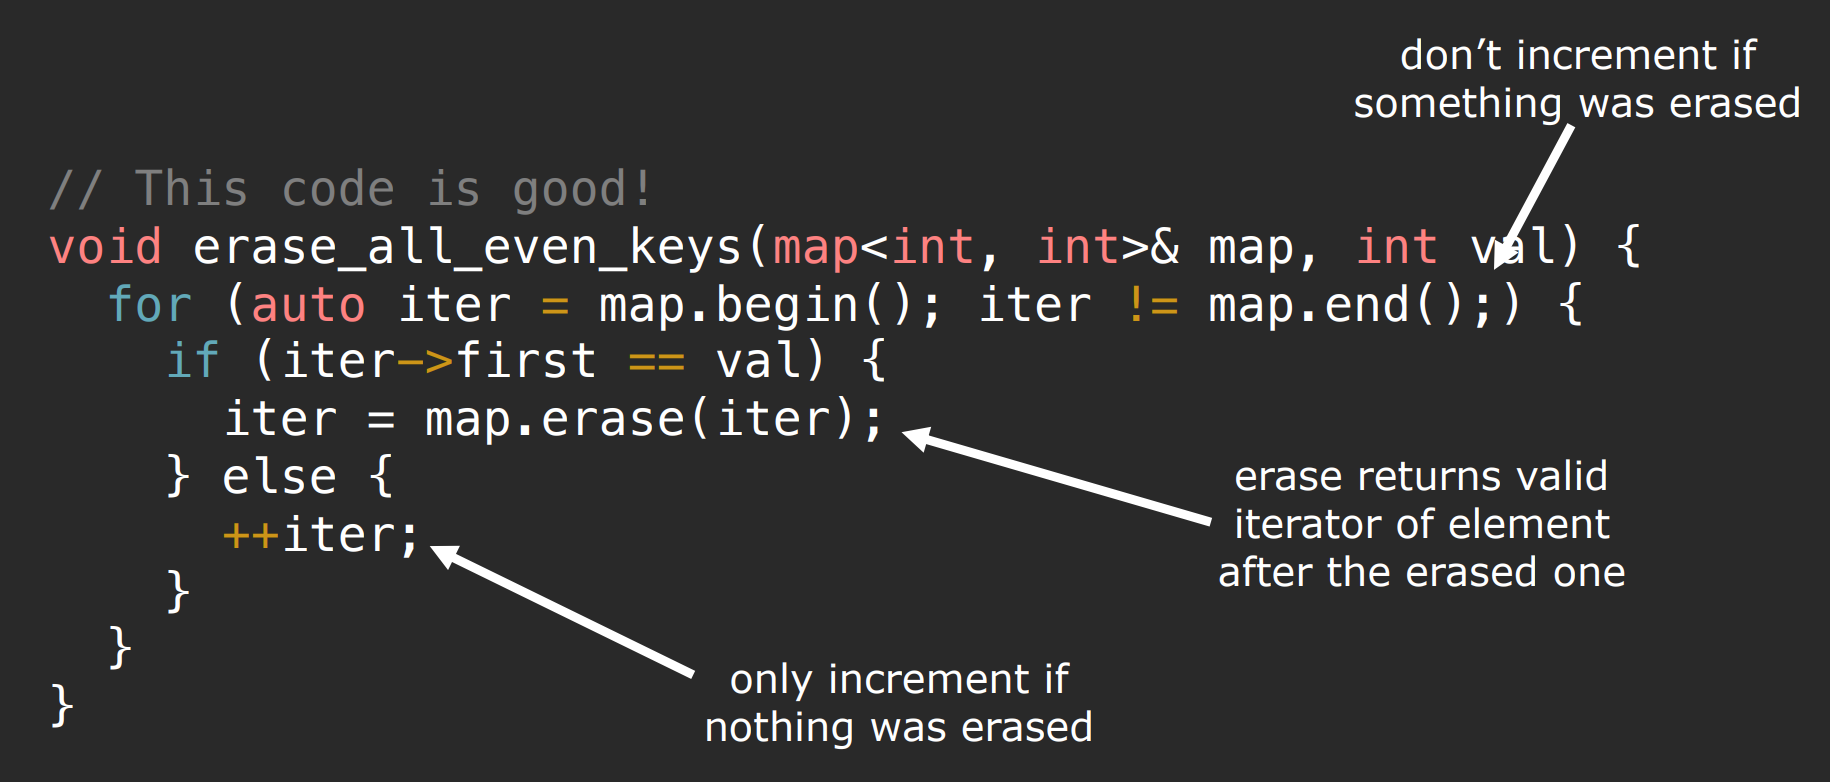 don’t increment if
something was erased
// This code is good!
void erase_all_even_keys(map<int, int>& map, int val) {
for (auto iter = map.begin(); iter != map.end();) {
if (iter->first == val) {
iter = map.erase(iter);
} else {
++iter;
}
}
}
erase returns valid
iterator of element
after the erased one
only increment if
nothing was erased